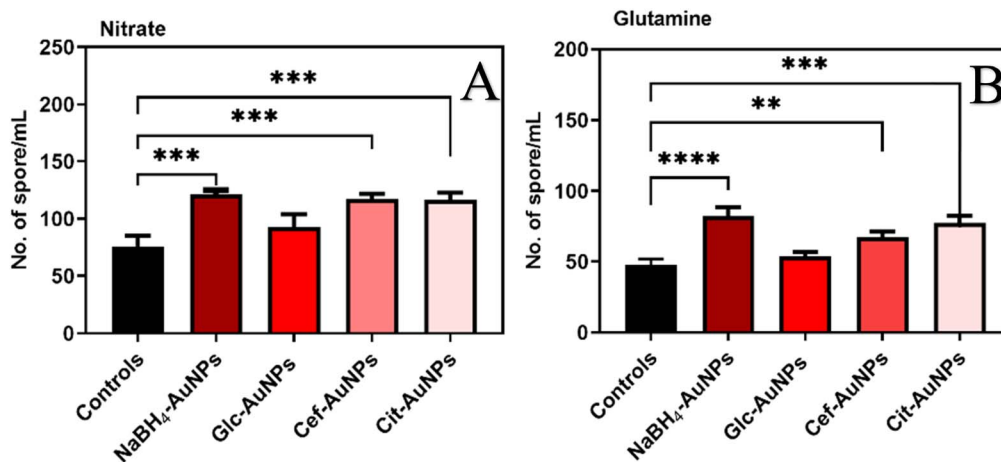 Nitrate
A
250
200
150
100
50
0
No. of spore/mL
***
***
***
Controls
NaBH₄-AuNPs
Glc-AuNPs
Cef-AuNPs
Cit-AuNPs
Glutamine
B
200
150
100
50
0
No. of spore/mL
***
**
****
Controls
NaBH₄-AuNPs
Glc-AuNPs
Cef-AuNPs
Cit-AuNPs